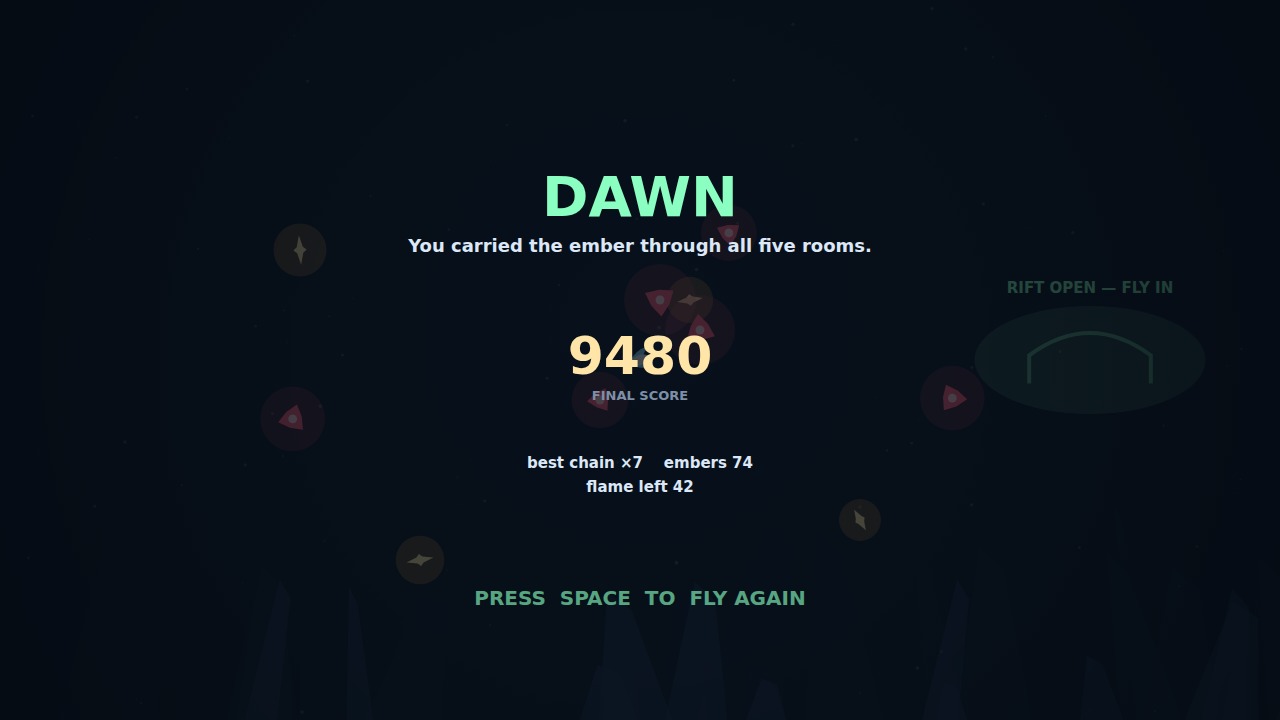 DAWN
You carried the ember through all five rooms.
RIFT OPEN — FLY IN
9480
FINAL SCORE
best chain ×7 embers 74
flame left 42
PRESS SPACE TO FLY AGAIN